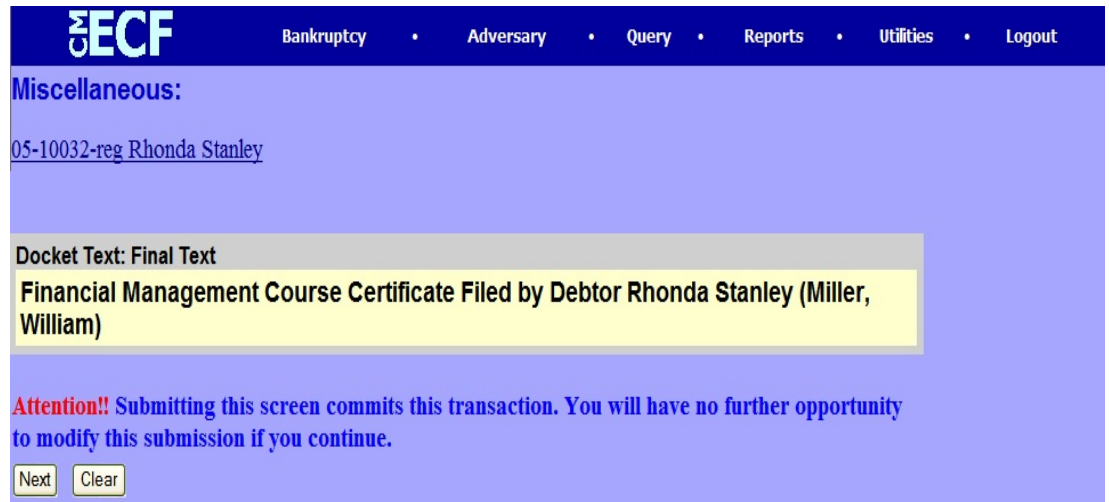 CM ECF Bankruptcy • Adversary • Query • Reports • Utilities • Logout
Miscellaneous:
05-10032-reg Rhonda Stanley
Docket Text: Final Text
Financial Management Course Certificate Filed by Debtor Rhonda Stanley (Miller,
William)
Attention!! Submitting this screen commits this transaction. You will have no further opportunity
to modify this submission if you continue.
Next Clear